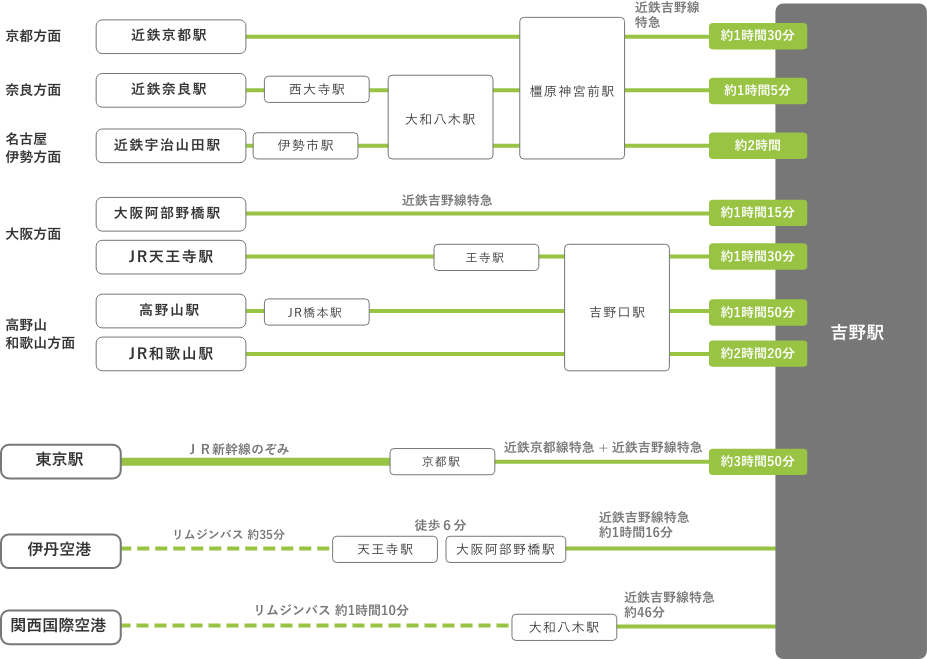 近鉄吉野線
特急
京都方面
近鉄京都駅
約1時間30分
奈良方面
近鉄奈良駅
西大寺駅
橿原神宮前駅
約1時間5分
大和八木駅
名古屋
伊勢方面
近鉄宇治山田駅
伊勢市駅
約2時間
近鉄吉野線特急
大阪阿部野橋駅
約1時間15分
大阪方面
JR天王寺駅
王寺駅
約1時間30分
高野山駅
JR橋本駅
吉野口駅
約1時間50分
高野山
和歌山方面
吉野駅
JR和歌山駅
約2時間20分
JR新幹線のぞみ
近鉄京都線特急 + 近鉄吉野線特急
東京駅
京都駅
約3時間50分
近鉄吉野線特急
約1時間16分
徒歩6分
リムジンバス 約35分
伊丹空港
天王寺駅
大阪阿部野橋駅
近鉄吉野線特急
約46分
リムジンバス 約1時間10分
関西国際空港
大和八木駅